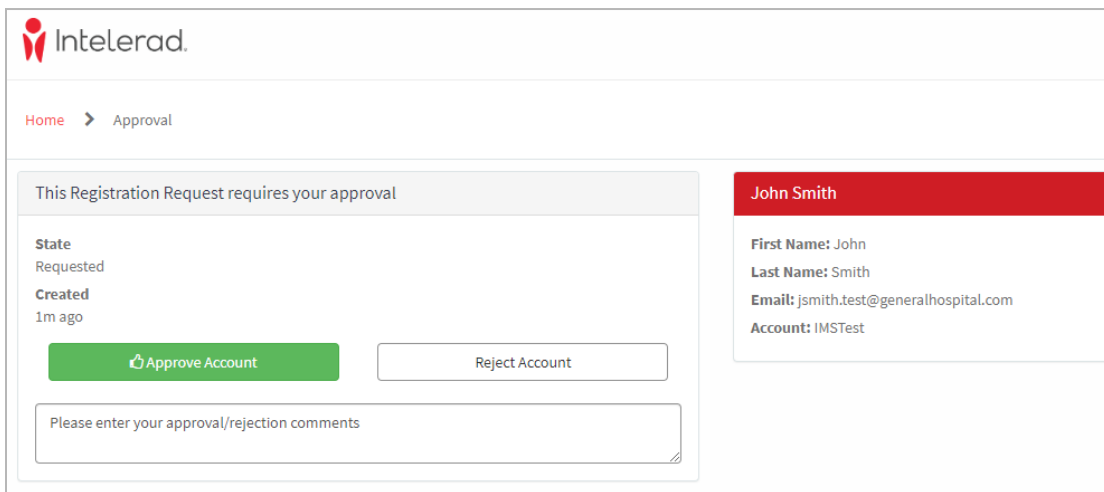 Intelerad.
Home > Approval
This Registration Request requires your approval
State
Requested
Created
1m ago
Approve Account
Reject Account
Please enter your approval/rejection comments
John Smith
First Name: John
Last Name: Smith
Email: jsmith.test@generalhospital.com
Account: IMSTest